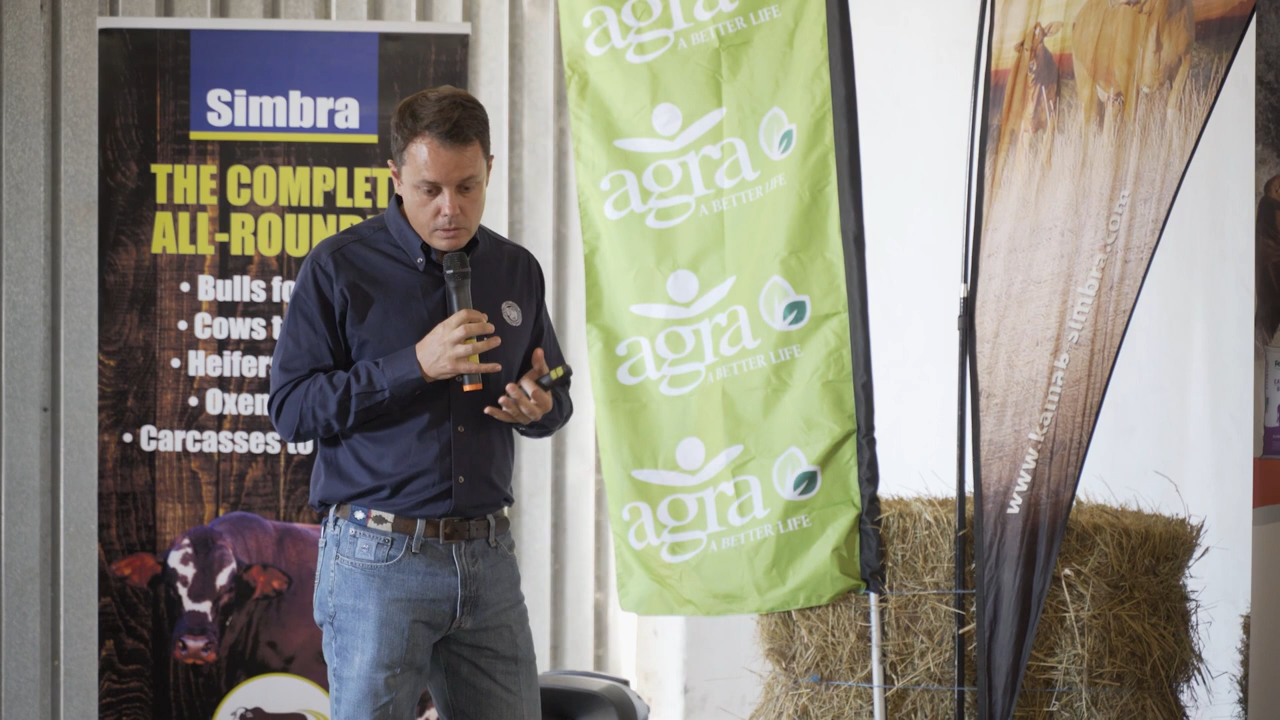 Simbra
THE COMPLET
ALL-ROUND
• Bulls fo
• Cows t
• Heifer
• Oxen
• Carcasses to
agra
A BETTER LIFE
agra
A BETTER LIFE
agra
A BETTER LIFE
agra
A BETTER LIFE
www.kainab-simbra.com